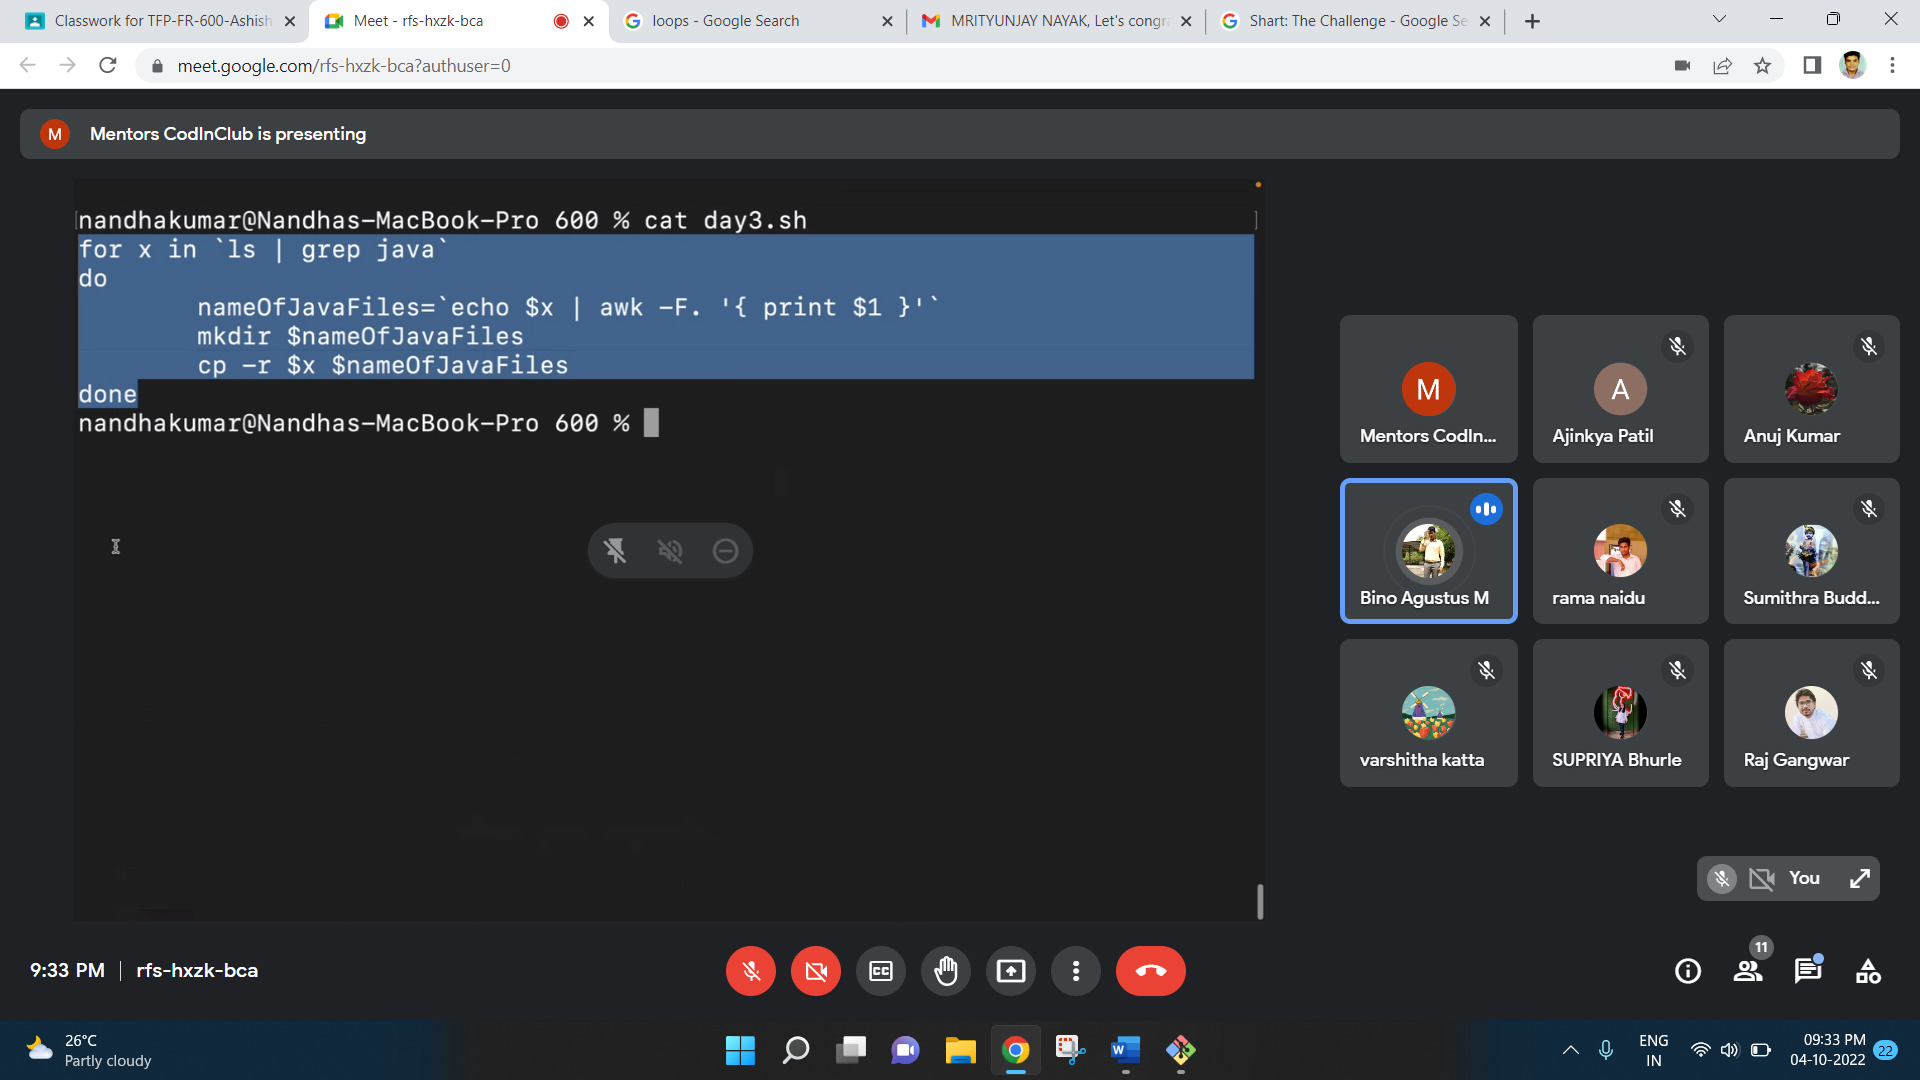 Classwork for TFP-FR-600-Ashish
Meet - rfs-hxzk-bca
loops - Google Search
MRITYUNJAY NAYAK, Let's congr
Shart: The Challenge - Google Se
meet.google.com/rfs-hxzk-bca?authuser=0
M Mentors CodInClub is presenting
nandhakumar@Nandhas-MacBook-Pro 600 % cat day3.sh
for x in `ls | grep java`
do
nameOfJavaFiles=`echo $x | awk -F. '{ print $1 }'`
mkdir $nameOfJavaFiles
cp -r $x $nameOfJavaFiles
done
nandhakumar@Nandhas-MacBook-Pro 600 %
M
Mentors CodIn...
A
Ajinkya Patil
Anuj Kumar
Bino Agustus M
rama naidu
Sumithra Budd...
varshitha katta
SUPRIYA Bhurle
Raj Gangwar
You
9:33 PM | rfs-hxzk-bca
CC
11
26°C
Partly cloudy
W
ENG
IN
09:33 PM
04-10-2022
22